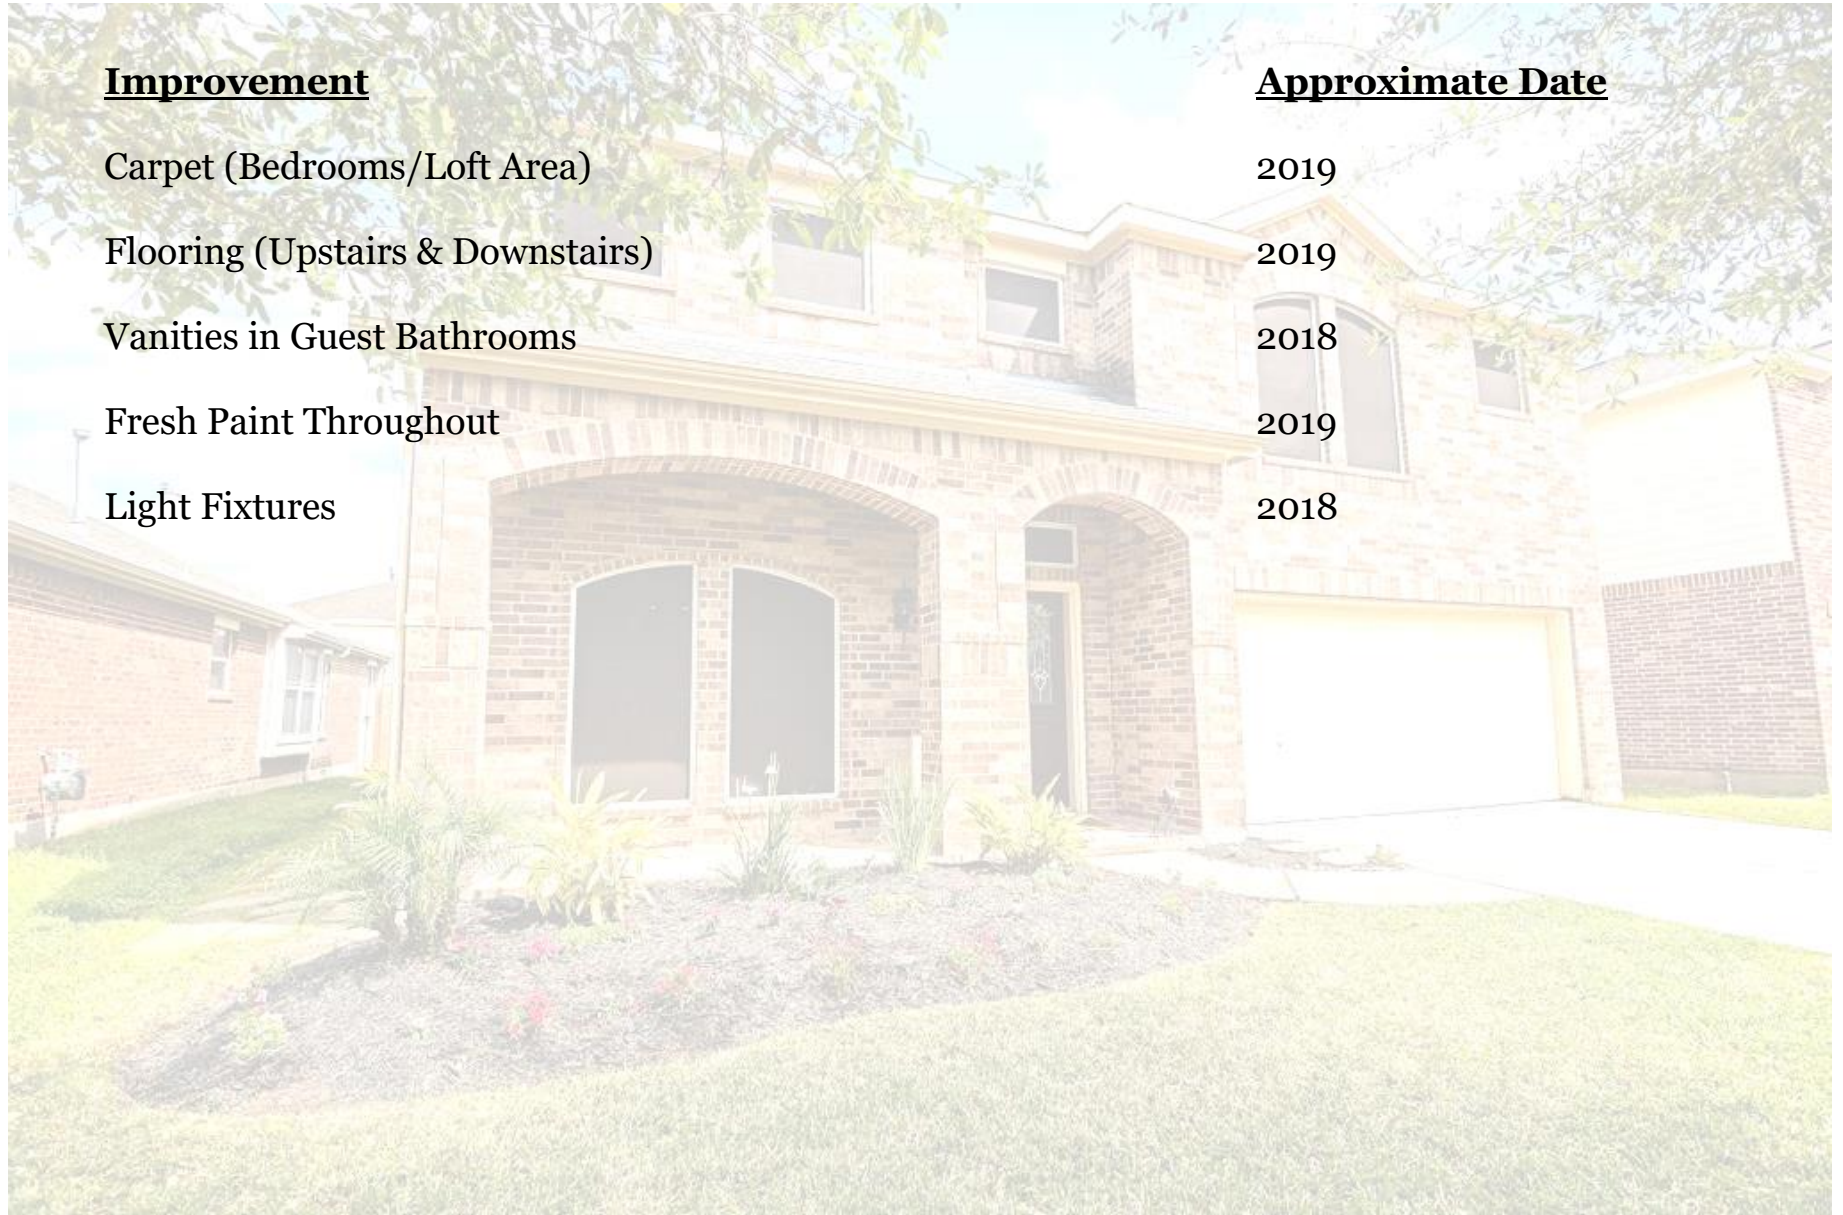 Improvement Approximate Date
Carpet (Bedrooms/Loft Area) 2019
Flooring (Upstairs & Downstairs) 2019
Vanities in Guest Bathrooms 2018
Fresh Paint Throughout 2019
Light Fixtures 2018